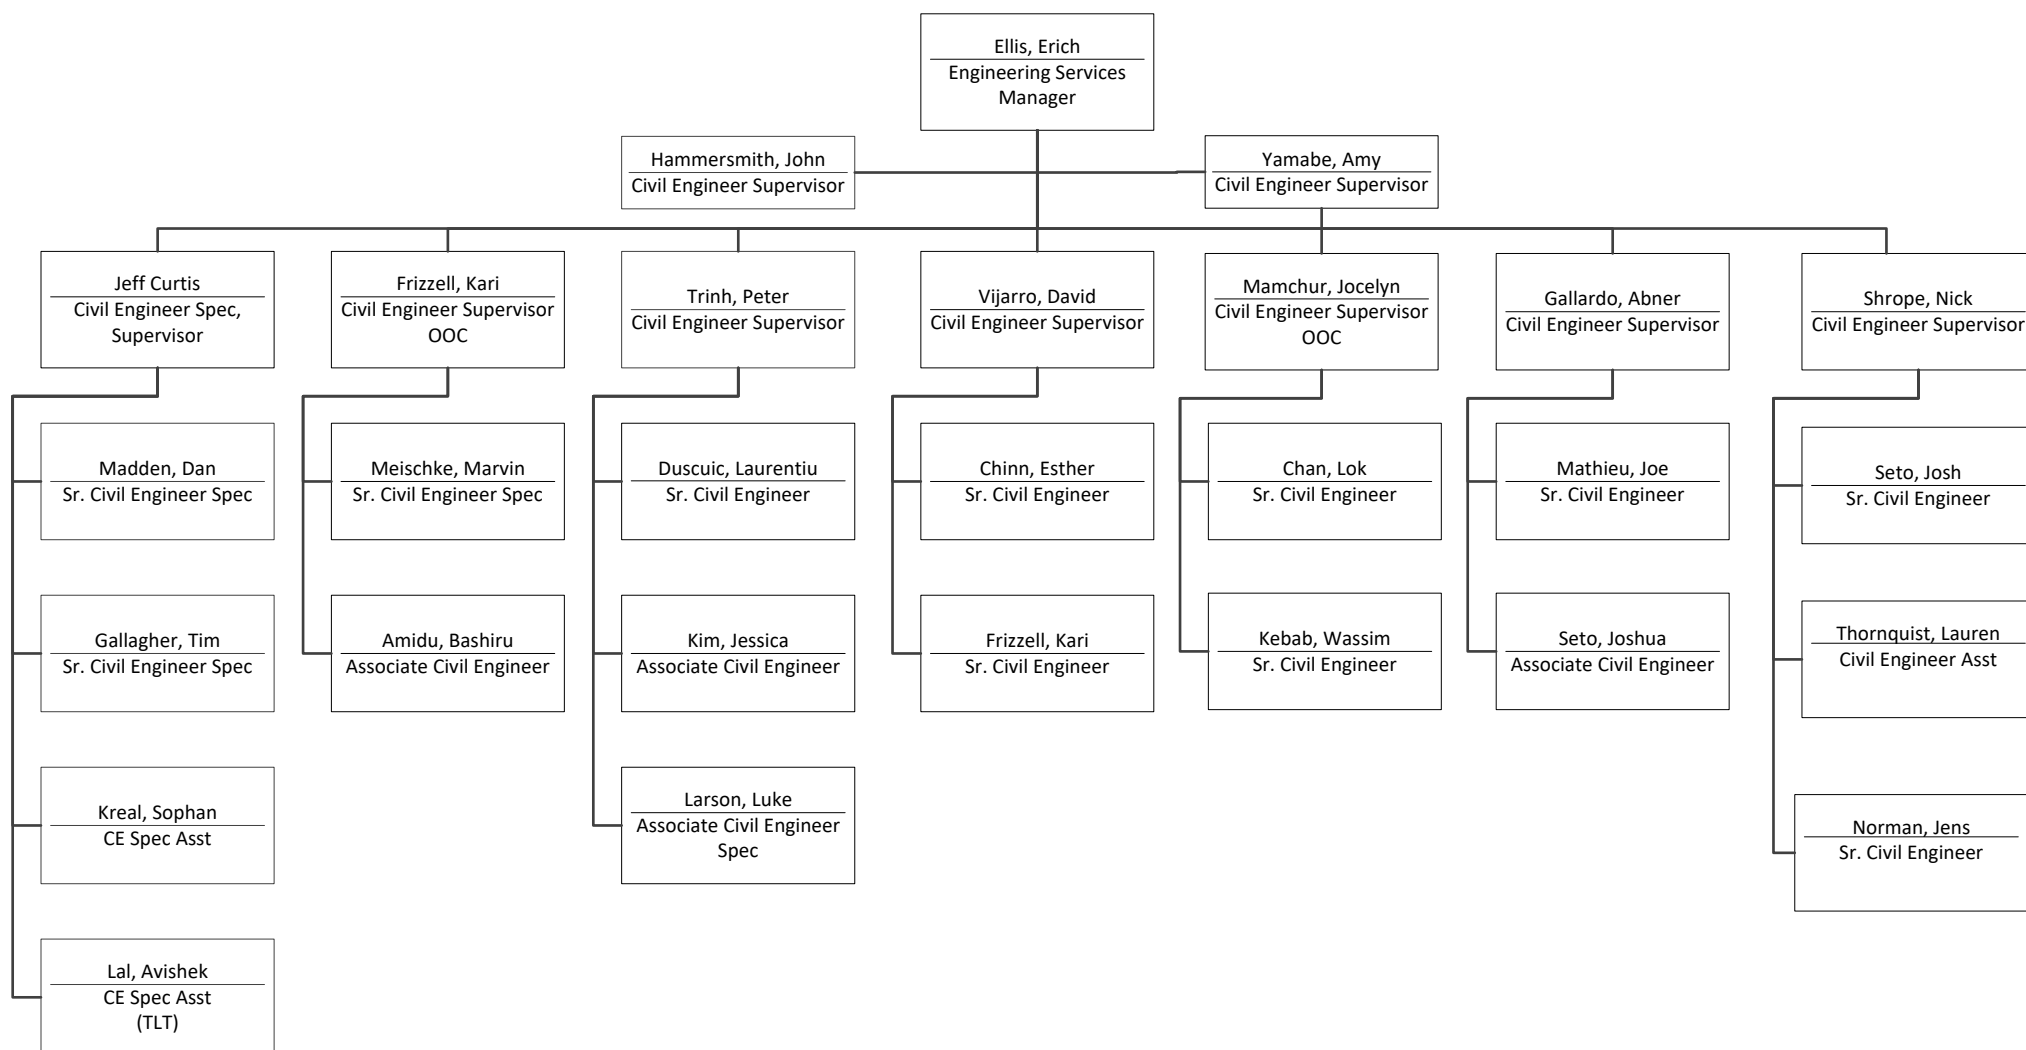 Ellis, Erich
Engineering Services
Manager
Hammersmith, John
Civil Engineer Supervisor
Yamabe, Amy
Civil Engineer Supervisor
Jeff Curtis
Civil Engineer Spec,
Supervisor
Frizzell, Kari
Civil Engineer Supervisor
OOC
Trinh, Peter
Civil Engineer Supervisor
Vijarro, David
Civil Engineer Supervisor
Mamchur, Jocelyn
Civil Engineer Supervisor
OOC
Gallardo, Abner
Civil Engineer Supervisor
Shrope, Nick
Civil Engineer Supervisor
Madden, Dan
Sr. Civil Engineer Spec
Meischke, Marvin
Sr. Civil Engineer Spec
Duscuic, Laurentiu
Sr. Civil Engineer
Chinn, Esther
Sr. Civil Engineer
Chan, Lok
Sr. Civil Engineer
Mathieu, Joe
Sr. Civil Engineer
Seto, Josh
Sr. Civil Engineer
Gallagher, Tim
Sr. Civil Engineer Spec
Amidu, Bashiru
Associate Civil Engineer
Kim, Jessica
Associate Civil Engineer
Frizzell, Kari
Sr. Civil Engineer
Kebab, Wassim
Sr. Civil Engineer
Seto, Joshua
Associate Civil Engineer
Thornquist, Lauren
Civil Engineer Asst
Kreal, Sophan
CE Spec Asst
Larson, Luke
Associate Civil Engineer
Spec
Norman, Jens
Sr. Civil Engineer
Lal, Avishek
CE Spec Asst
(TLT)